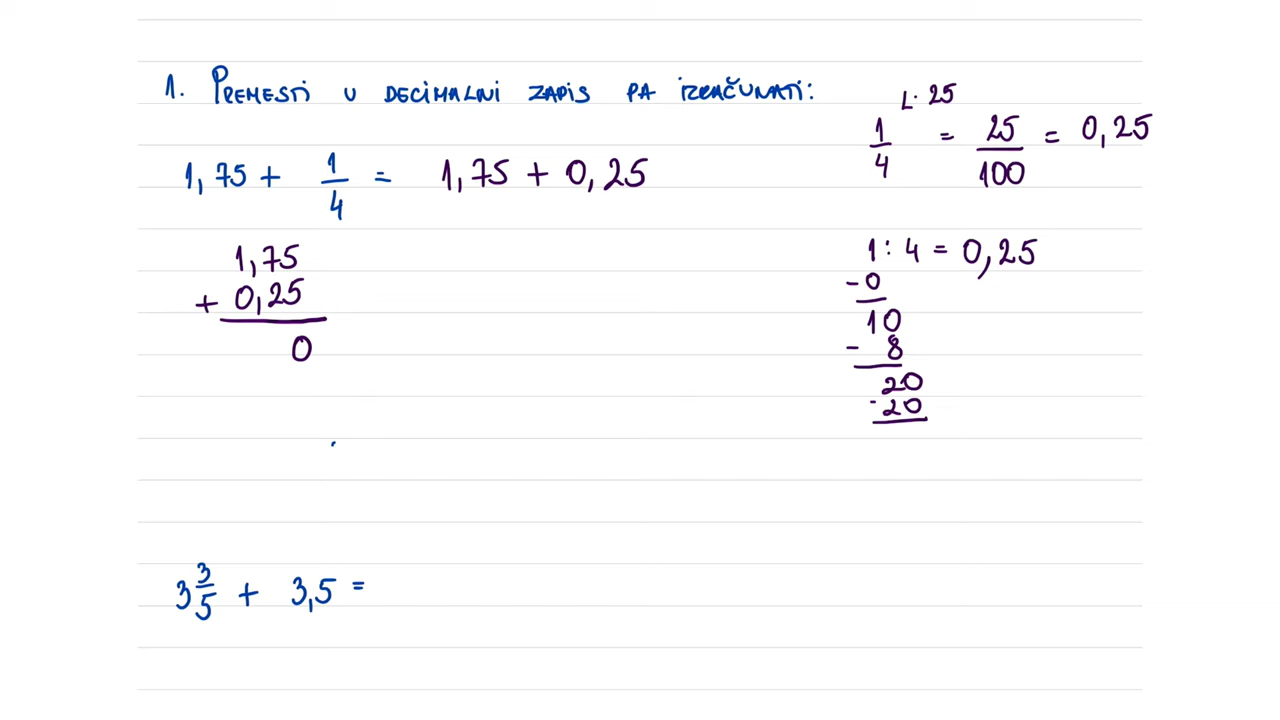 1. PREMESTI U DECIMALNI ZAPIS PA IZRAČUNATI:
1,75 + 1/4 = 1,75 + 0,25
1,75
+ 0,25
0
L· 25
1/4 = 25/100 = 0,25
1 : 4 = 0,25
- 0
10
- 8
20
- 20
3 3/5 + 3,5 =